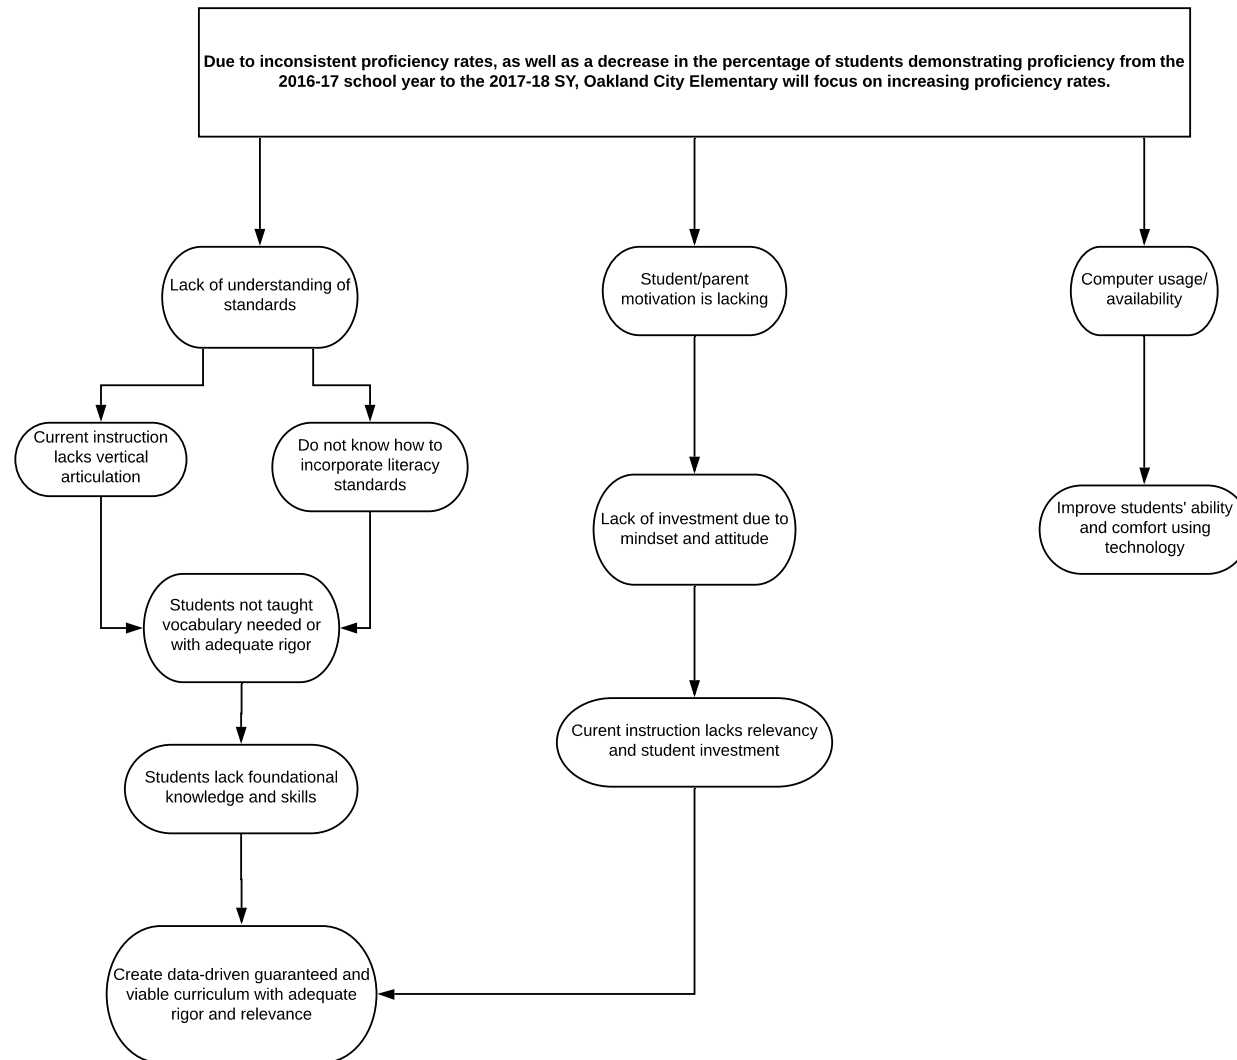 Due to inconsistent proficiency rates, as well as a decrease in the percentage of students demonstrating proficiency from the
2016-17 school year to the 2017-18 SY, Oakland City Elementary will focus on increasing proficiency rates.
Lack of understanding of
standards
Student/parent
motivation is lacking
Computer usage/
availability
Current instruction
lacks vertical
articulation
Do not know how to
incorporate literacy
standards
Lack of investment due to
mindset and attitude
Improve students' ability
and comfort using
technology
Students not taught
vocabulary needed or
with adequate rigor
Curent instruction lacks relevancy
and student investment
Students lack foundational
knowledge and skills
Create data-driven guaranteed and
viable curriculum with adequate
rigor and relevance